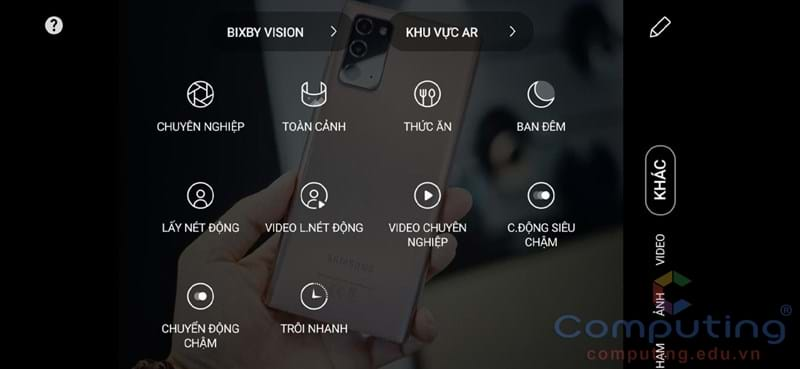 BIXBY VISION
KHU VỰC AR
CHUYÊN NGHIỆP
TOÀN CẢNH
THỨC ĂN
BAN ĐÊM
LẤY NÉT ĐỘNG
VIDEO L.NÉT ĐỘNG
VIDEO CHUYÊN
NGHIỆP
C.ĐỘNG SIÊU
CHẬM
CHUYỂN ĐỘNG
CHẬM
TRÔI NHANH
KHÁC
VIDEO
ẢNH
SAMSUNG
Computing®
computing.edu.vn